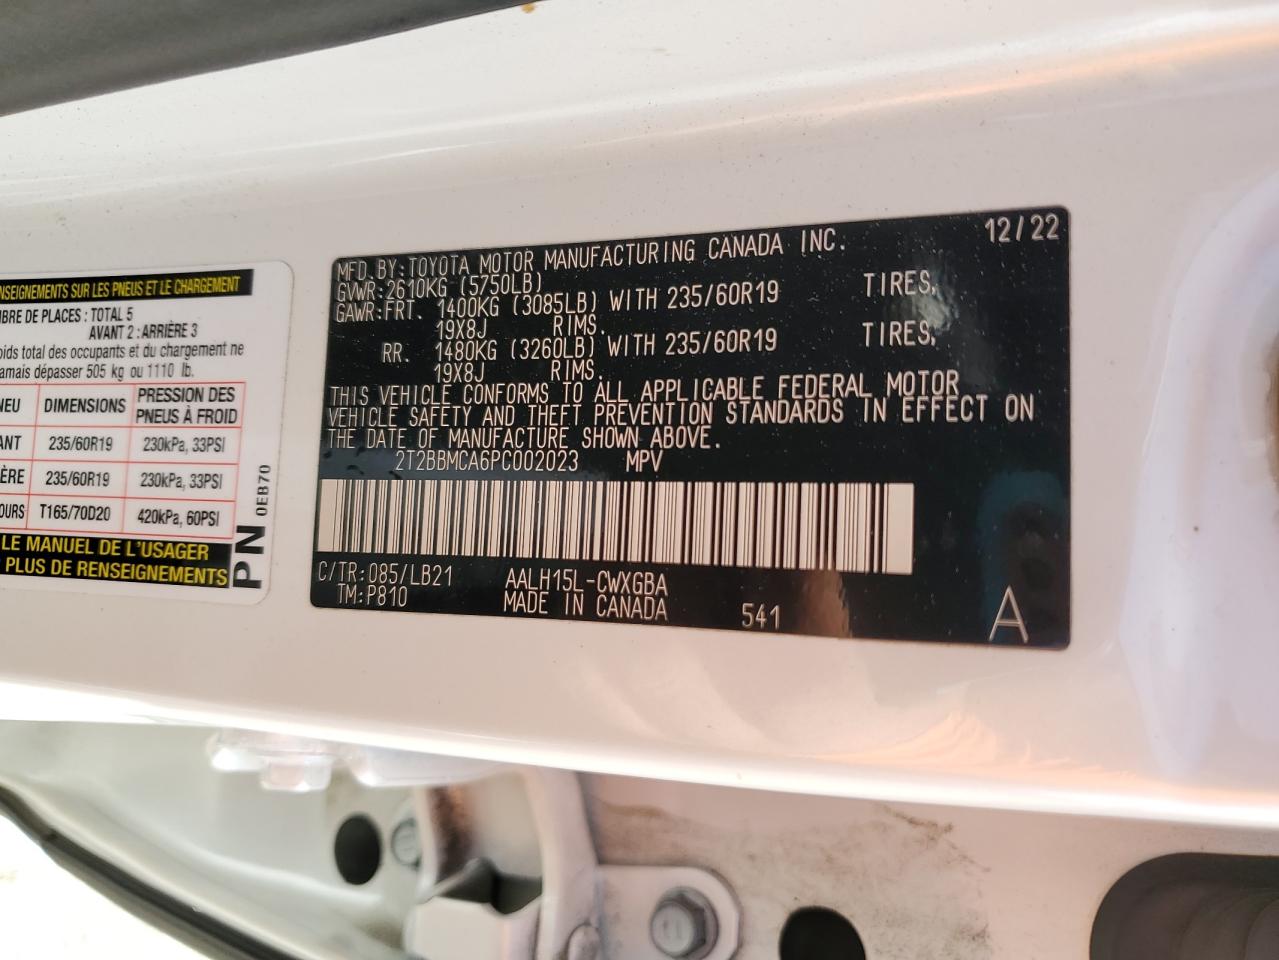 NSEIGNEMENTS SUR LES PNEUS ET LE CHARGEMENT
BRE DE PLACES : TOTAL 5
AVANT 2 : ARRIÈRE 3
oids total des occupants et du chargement ne
amais dépasser 505 kg ou 1110 lb.
NEU DIMENSIONS PRESSION DES PNEUS À FROID
ANT 235/60R19 230kPa, 33PSI
ÈRE 235/60R19 230kPa, 33PSI
OURS T165/70D20 420kPa, 60PSI
LE MANUEL DE L'USAGER
PLUS DE RENSEIGNEMENTS
PN 0EB70
12/22
MFD. BY: TOYOTA MOTOR MANUFACTURING CANADA INC.
GVWR: 2610KG (5750LB)
GAWR: FRT. 1400KG (3085LB) WITH 235/60R19 TIRES,
19X8J RIMS.
RR. 1480KG (3260LB) WITH 235/60R19 TIRES,
19X8J RIMS.
THIS VEHICLE CONFORMS TO ALL APPLICABLE FEDERAL MOTOR
VEHICLE SAFETY AND THEFT PREVENTION STANDARDS IN EFFECT ON
THE DATE OF MANUFACTURE SHOWN ABOVE.
2T2BBMCA6PC002023 MPV
C/TR: 085/LB21 AALH15L-CWXGBA
TM: P810 MADE IN CANADA 541 A